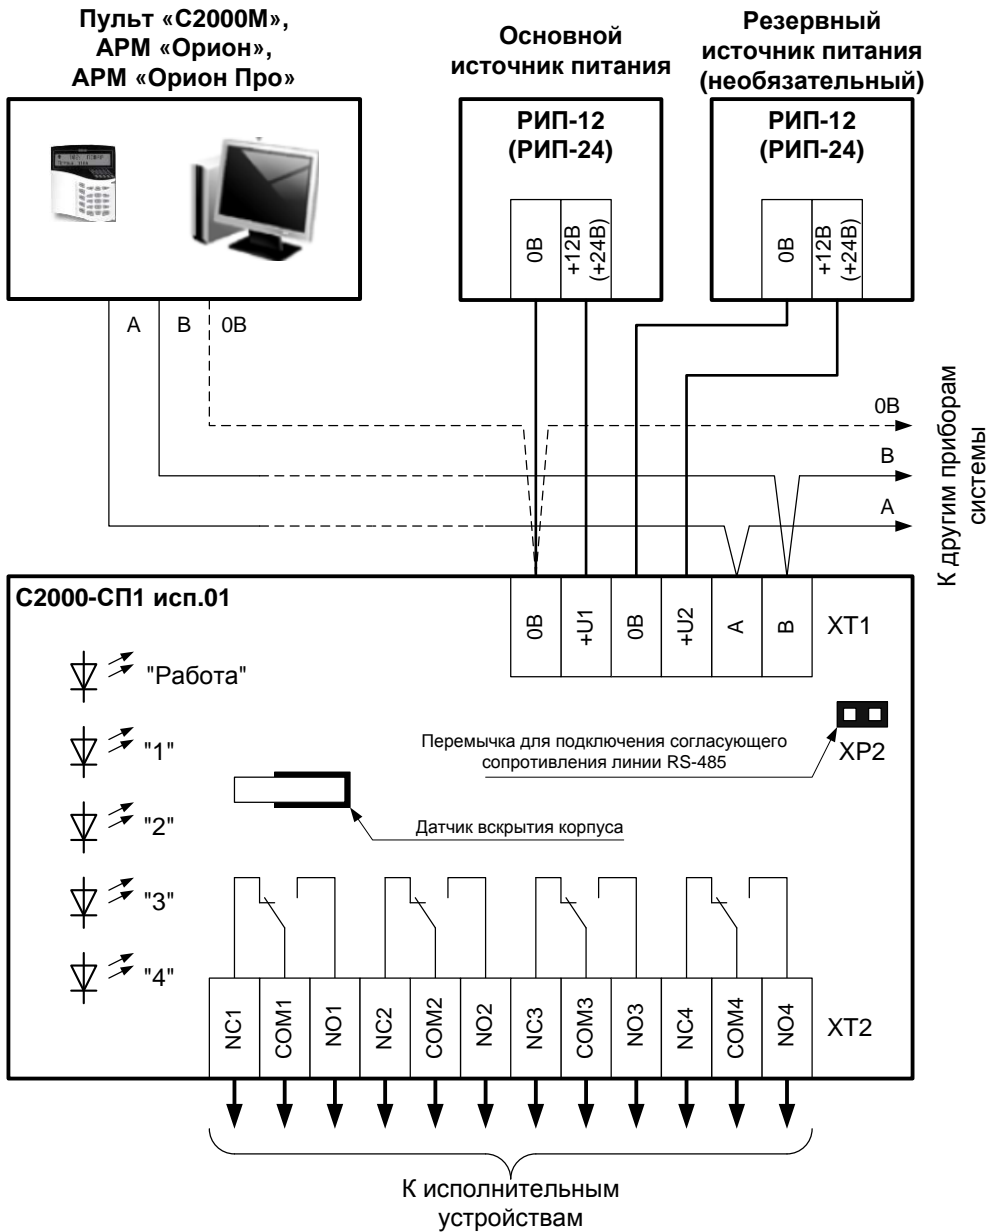 Пульт «С2000М»,
АРМ «Орион»,
АРМ «Орион Про»
Основной
источник питания
Резервный
источник питания
(необязательный)
РИП-12
(РИП-24)
РИП-12
(РИП-24)
0В
+12В
(+24В)
0В
+12В
(+24В)
А
В
0В
0В
В
А
К другим приборам
системы
С2000-СП1 исп.01
0В
+U1
0В
+U2
А
В
XT1
"Работа"
"1"
"2"
"3"
"4"
Перемычка для подключения согласующего
сопротивления линии RS-485
XP2
Датчик вскрытия корпуса
NC1
COM1
NO1
NC2
COM2
NO2
NC3
COM3
NO3
NC4
COM4
NO4
XT2
К исполнительным
устройствам